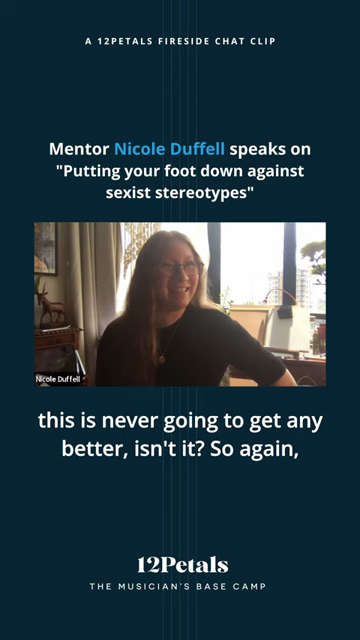 A 12PETALS FIRESIDE CHAT CLIP
Mentor Nicole Duffell speaks on
"Putting your foot down against
sexist stereotypes"
Nicole Duffell
this is never going to get any
better, isn't it? So again,
12Petals
THE MUSICIAN'S BASE CAMP